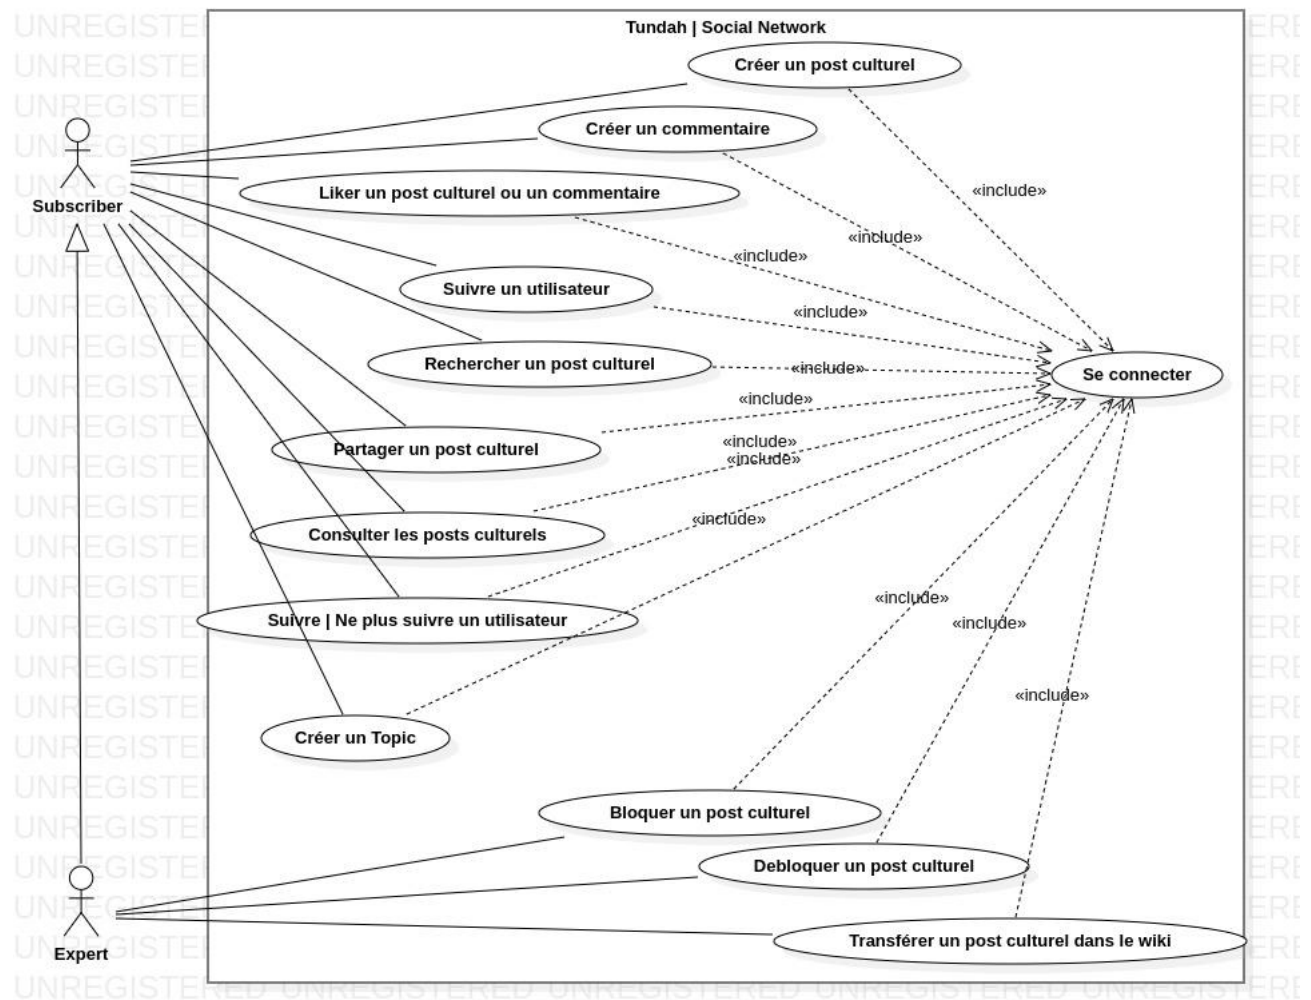 Tundah | Social Network
Créer un post culturel
Créer un commentaire
«include»
Liker un post culturel ou un commentaire
Subscriber
«include»
«include»
Suivre un utilisateur
«include»
Rechercher un post culturel
«include»
Se connecter
«include»
Partager un post culturel
«include»
«include»
«include»
Consulter les posts culturels
«include»
Suivre | Ne plus suivre un utilisateur
«include»
«include»
Créer un Topic
Bloquer un post culturel
Debloquer un post culturel
Transférer un post culturel dans le wiki
Expert
UNREGISTERED UNREGISTERED UNREGISTERED UNREGISTERED